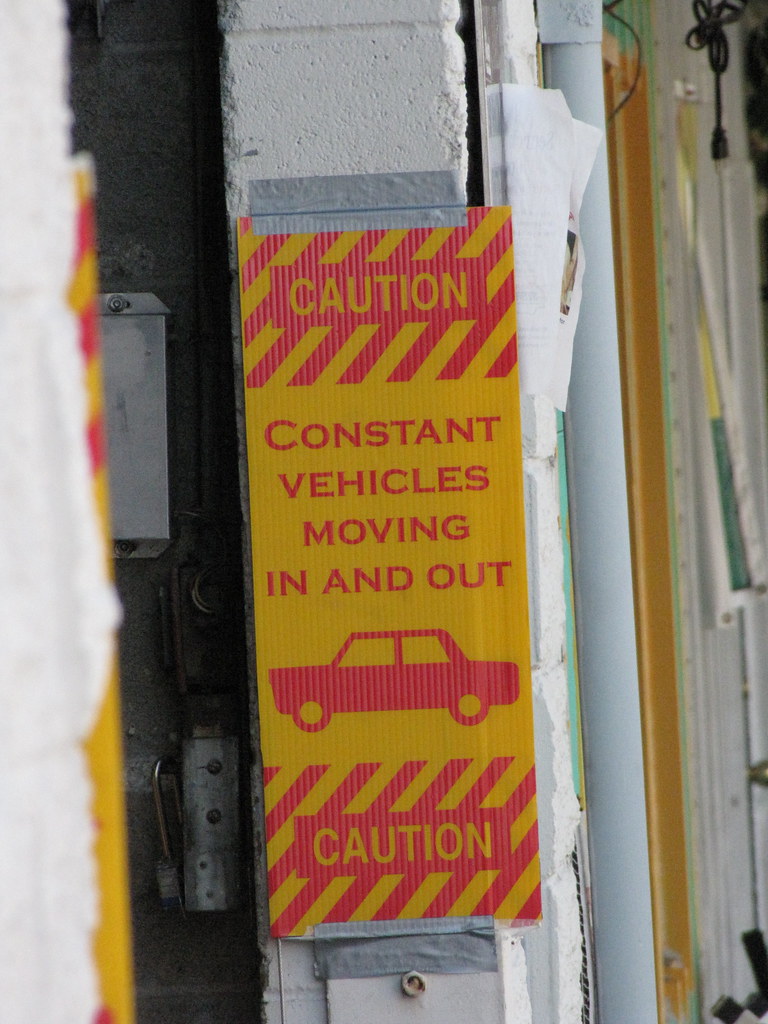 CAUTION
CONSTANT
VEHICLES
MOVING
IN AND OUT
CAUTION